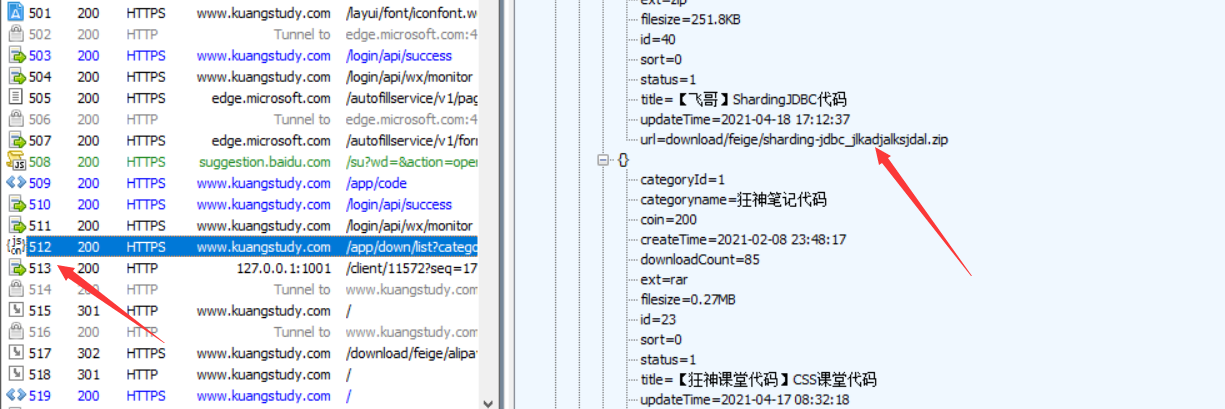 501 200 HTTPS www.kuangstudy.com /layui/font/iconfont.w
502 200 HTTP Tunnel to edge.microsoft.com:4
503 200 HTTPS www.kuangstudy.com /login/api/success
504 200 HTTPS www.kuangstudy.com /login/api/wx/monitor
505 200 HTTPS edge.microsoft.com /autofillservice/v1/pag
506 200 HTTP Tunnel to edge.microsoft.com:4
507 200 HTTPS edge.microsoft.com /autofillservice/v1/for
508 200 HTTPS suggestion.baidu.com /su?wd=&action=oper
509 200 HTTPS www.kuangstudy.com /app/code
510 200 HTTPS www.kuangstudy.com /login/api/success
511 200 HTTPS www.kuangstudy.com /login/api/wx/monitor
512 200 HTTPS www.kuangstudy.com /app/down/list?catego
513 200 HTTP 127.0.0.1:1001 /client/11572?seq=17
514 200 HTTP Tunnel to www.kuangstudy.com
515 301 HTTP www.kuangstudy.com /
516 200 HTTP Tunnel to www.kuangstudy.com
517 302 HTTPS www.kuangstudy.com /download/feige/alipa
518 301 HTTP www.kuangstudy.com /
519 200 HTTPS www.kuangstudy.com /
ext=zip
filesize=251.8KB
id=40
sort=0
status=1
title=【飞哥】ShardingJDBC代码
updateTime=2021-04-18 17:12:37
url=download/feige/sharding-jdbc_jlkadjalksjdal.zip
{}
categoryId=1
categoryname=狂神笔记代码
coin=200
createTime=2021-02-08 23:48:17
downloadCount=85
ext=rar
filesize=0.27MB
id=23
sort=0
status=1
title=【狂神课堂代码】CSS课堂代码
updateTime=2021-04-17 08:32:18